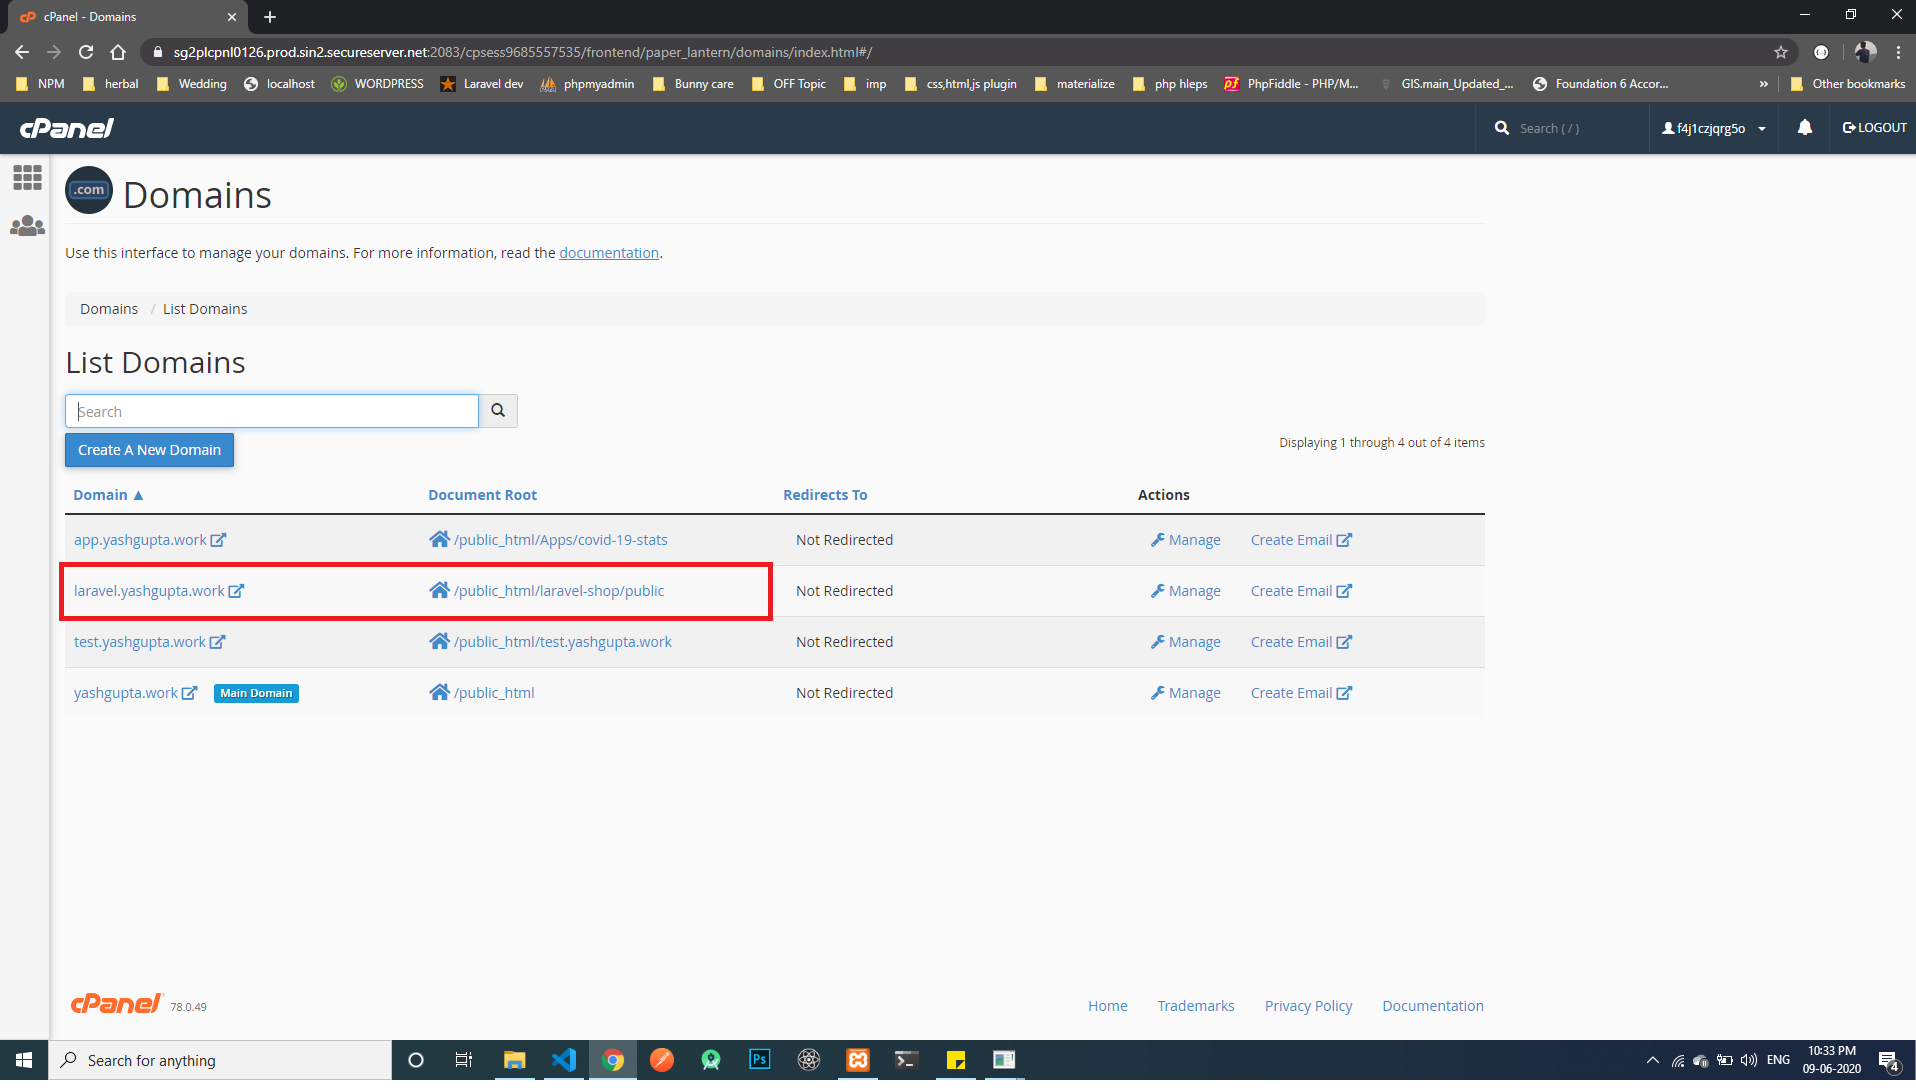 cPanel - Domains
sg2plcpnl0126.prod.sin2.secureserver.net:2083/cpsess9685557535/frontend/paper_lantern/domains/index.html#/
NPM herbal Wedding localhost WORDPRESS Laravel dev phpmyadmin Bunny care OFF Topic imp css,html,js plugin materialize php hleps PhpFiddle - PHP/M... GIS.main_Updated_... Foundation 6 Accor... » Other bookmarks
cPanel Search ( / ) f4j1czjqrg5o LOGOUT
.com Domains
Use this interface to manage your domains. For more information, read the documentation.
Domains / List Domains
List Domains
Search
Create A New Domain
Displaying 1 through 4 out of 4 items
Domain ▲ Document Root Redirects To Actions
app.yashgupta.work /public_html/Apps/covid-19-stats Not Redirected Manage Create Email
laravel.yashgupta.work /public_html/laravel-shop/public Not Redirected Manage Create Email
test.yashgupta.work /public_html/test.yashgupta.work Not Redirected Manage Create Email
yashgupta.work Main Domain /public_html Not Redirected Manage Create Email
cPanel 78.0.49 Home Trademarks Privacy Policy Documentation
Search for anything
Ps
ENG
10:33 PM
09-06-2020
4